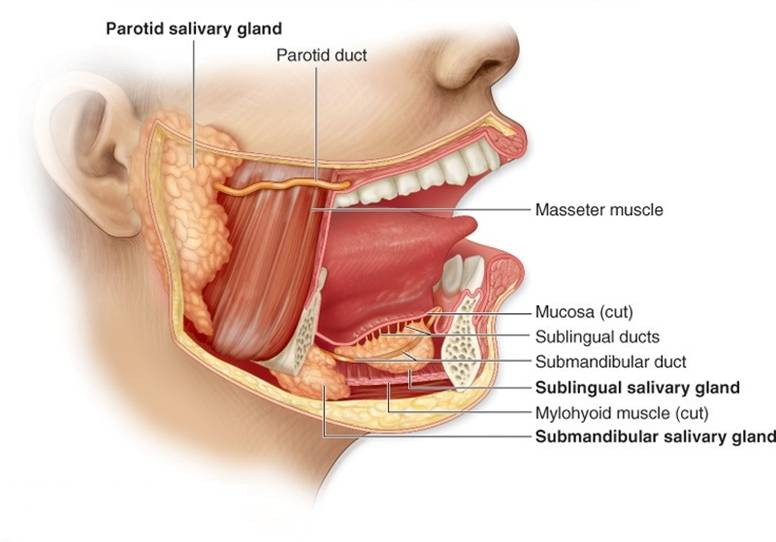 Parotid salivary gland
Parotid duct
Masseter muscle
Mucosa (cut)
Sublingual ducts
Submandibular duct
Sublingual salivary gland
Mylohyoid muscle (cut)
Submandibular salivary gland